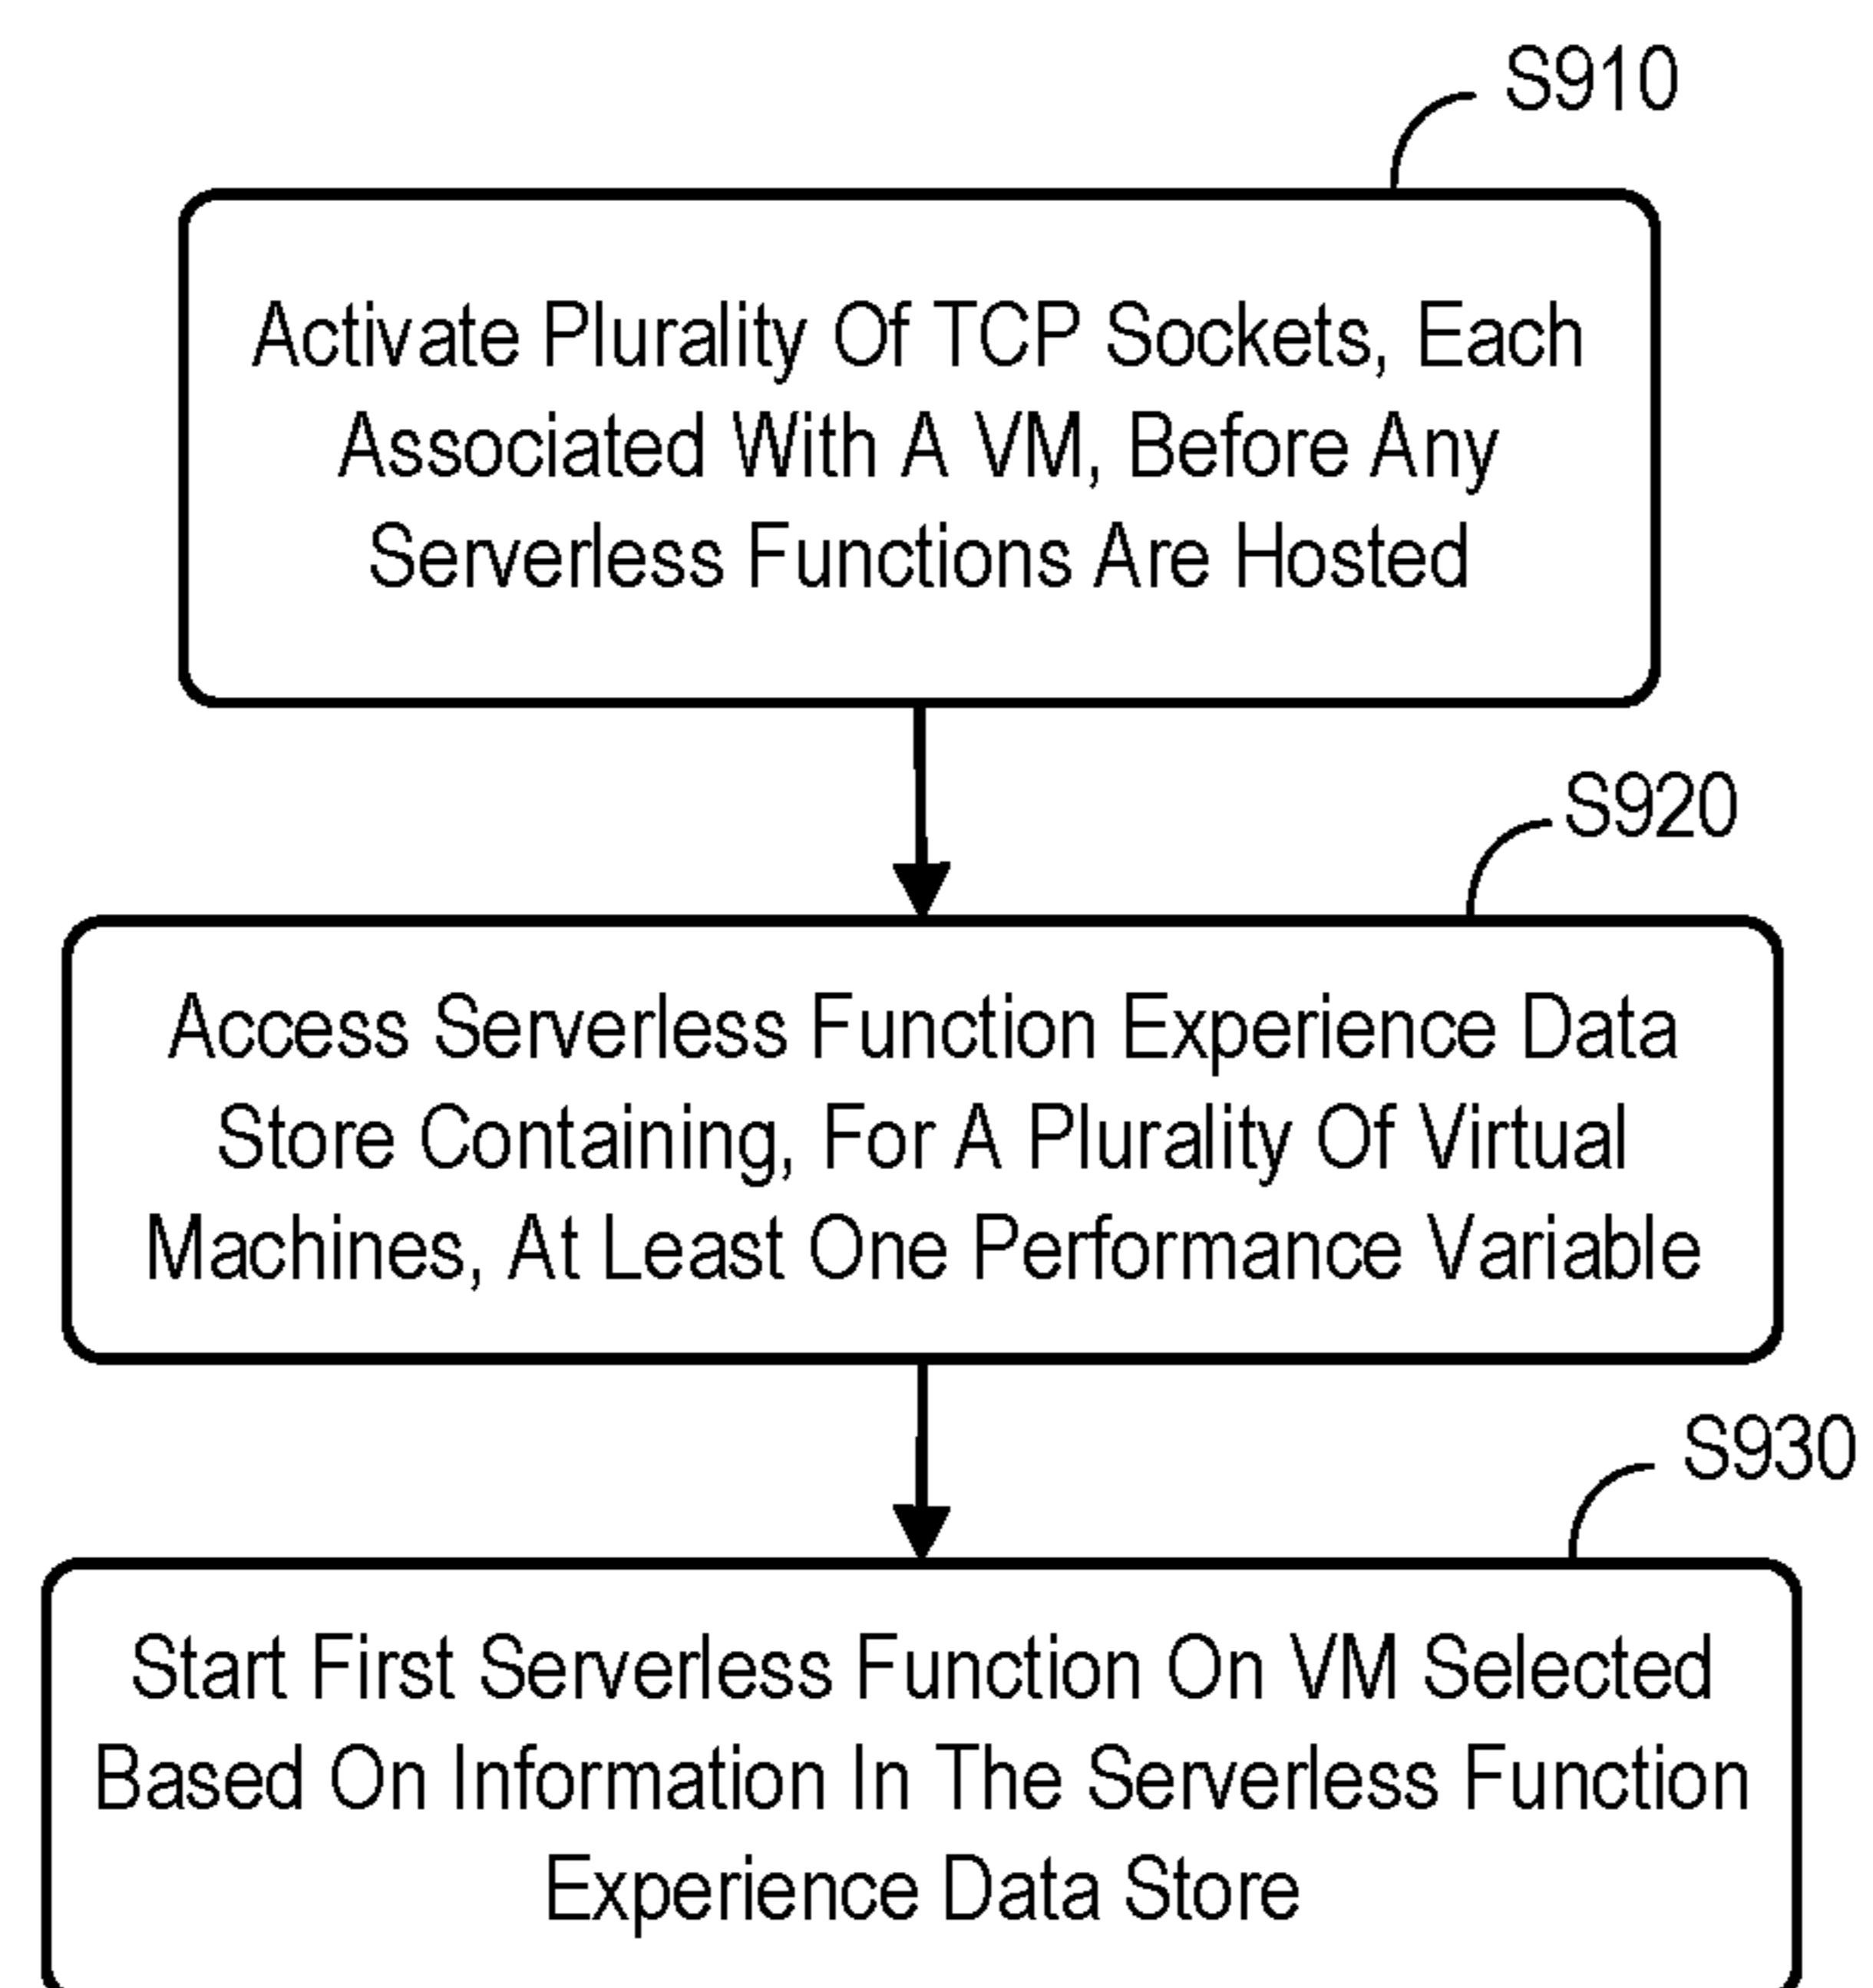 S910
Activate Plurality Of TCP Sockets, Each
Associated With A VM, Before Any
Serverless Functions Are Hosted
S920
Access Serverless Function Experience Data
Store Containing, For A Plurality Of Virtual
Machines, At Least One Performance Variable
S930
Start First Serverless Function On VM Selected
Based On Information In The Serverless Function
Experience Data Store